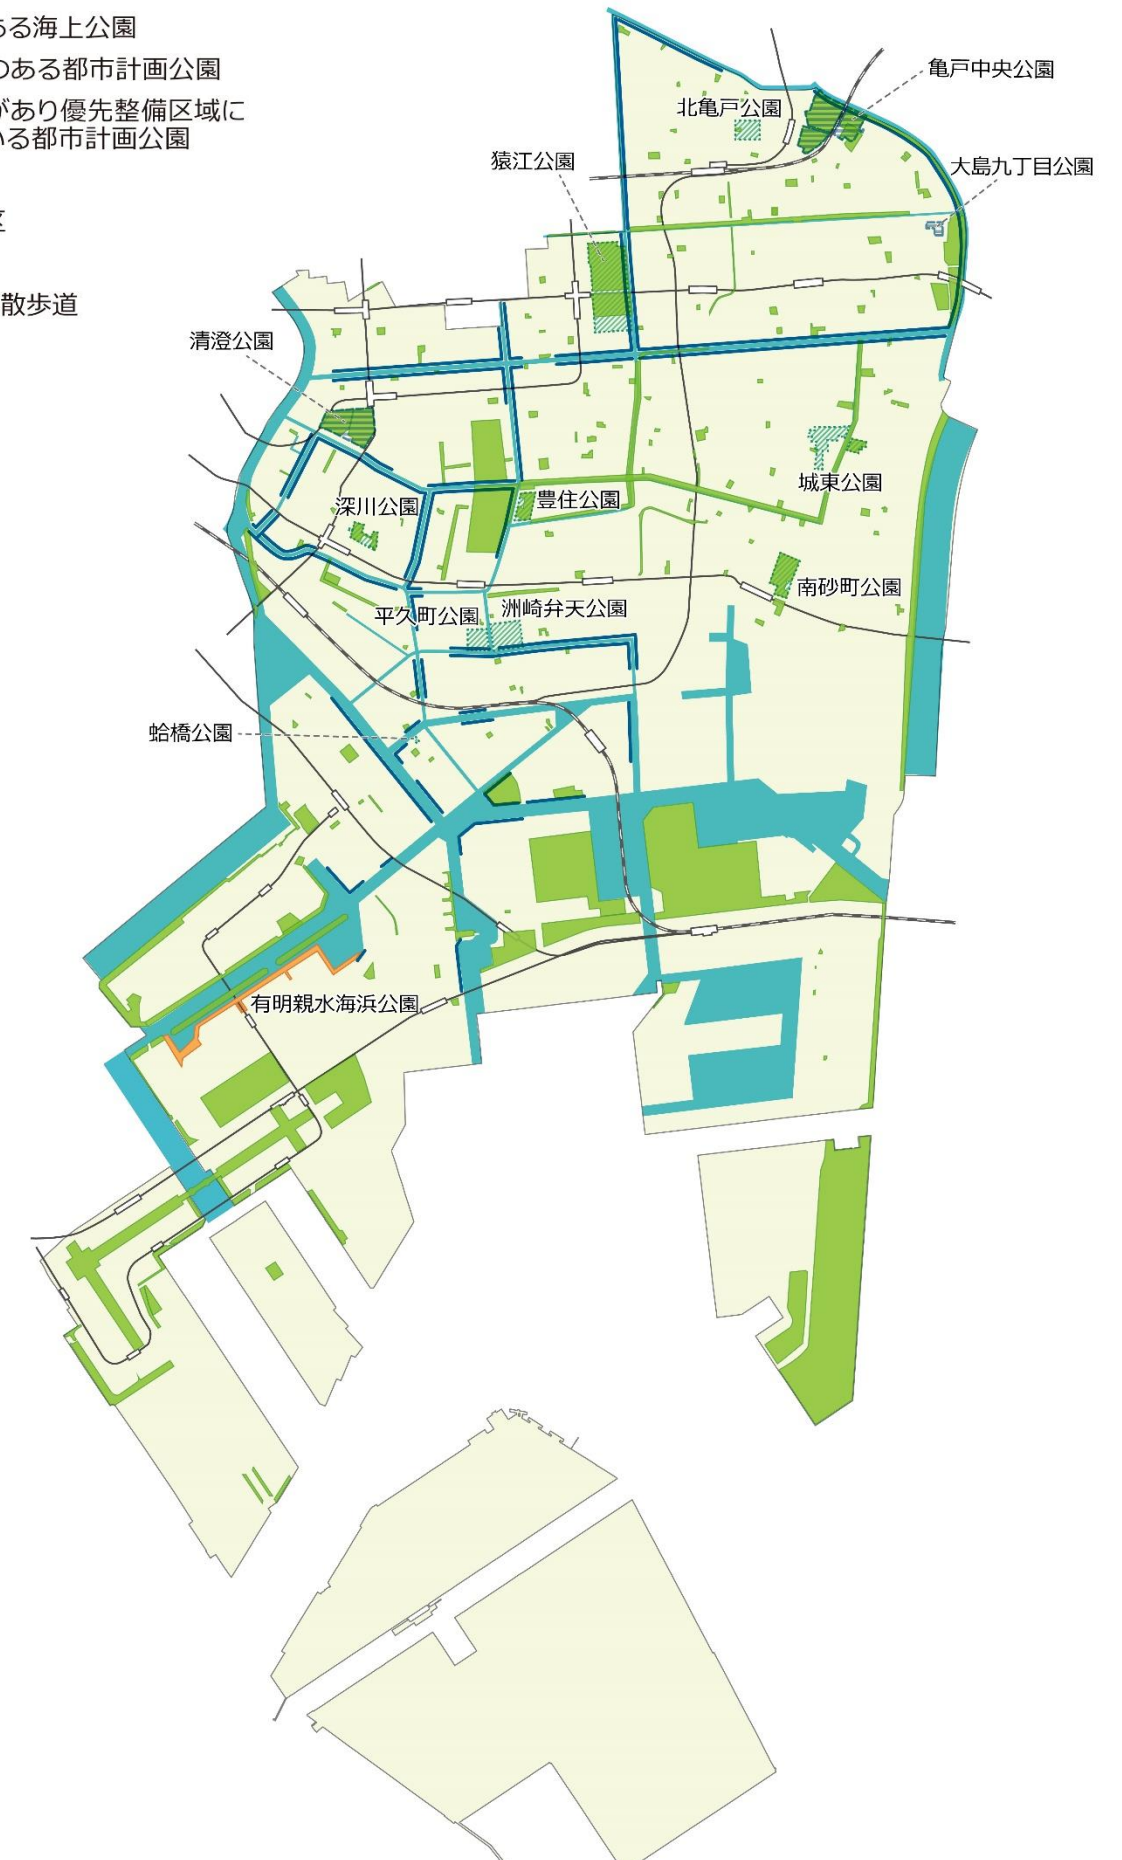 ある海上公園
のある都市計画公園
があり優先整備区域に
いる都市計画公園
区
散歩道
亀戸中央公園
北亀戸公園
猿江公園
大島九丁目公園
清澄公園
城東公園
深川公園
豊住公園
南砂町公園
平久町公園
洲崎弁天公園
蛤橋公園
有明親水海浜公園